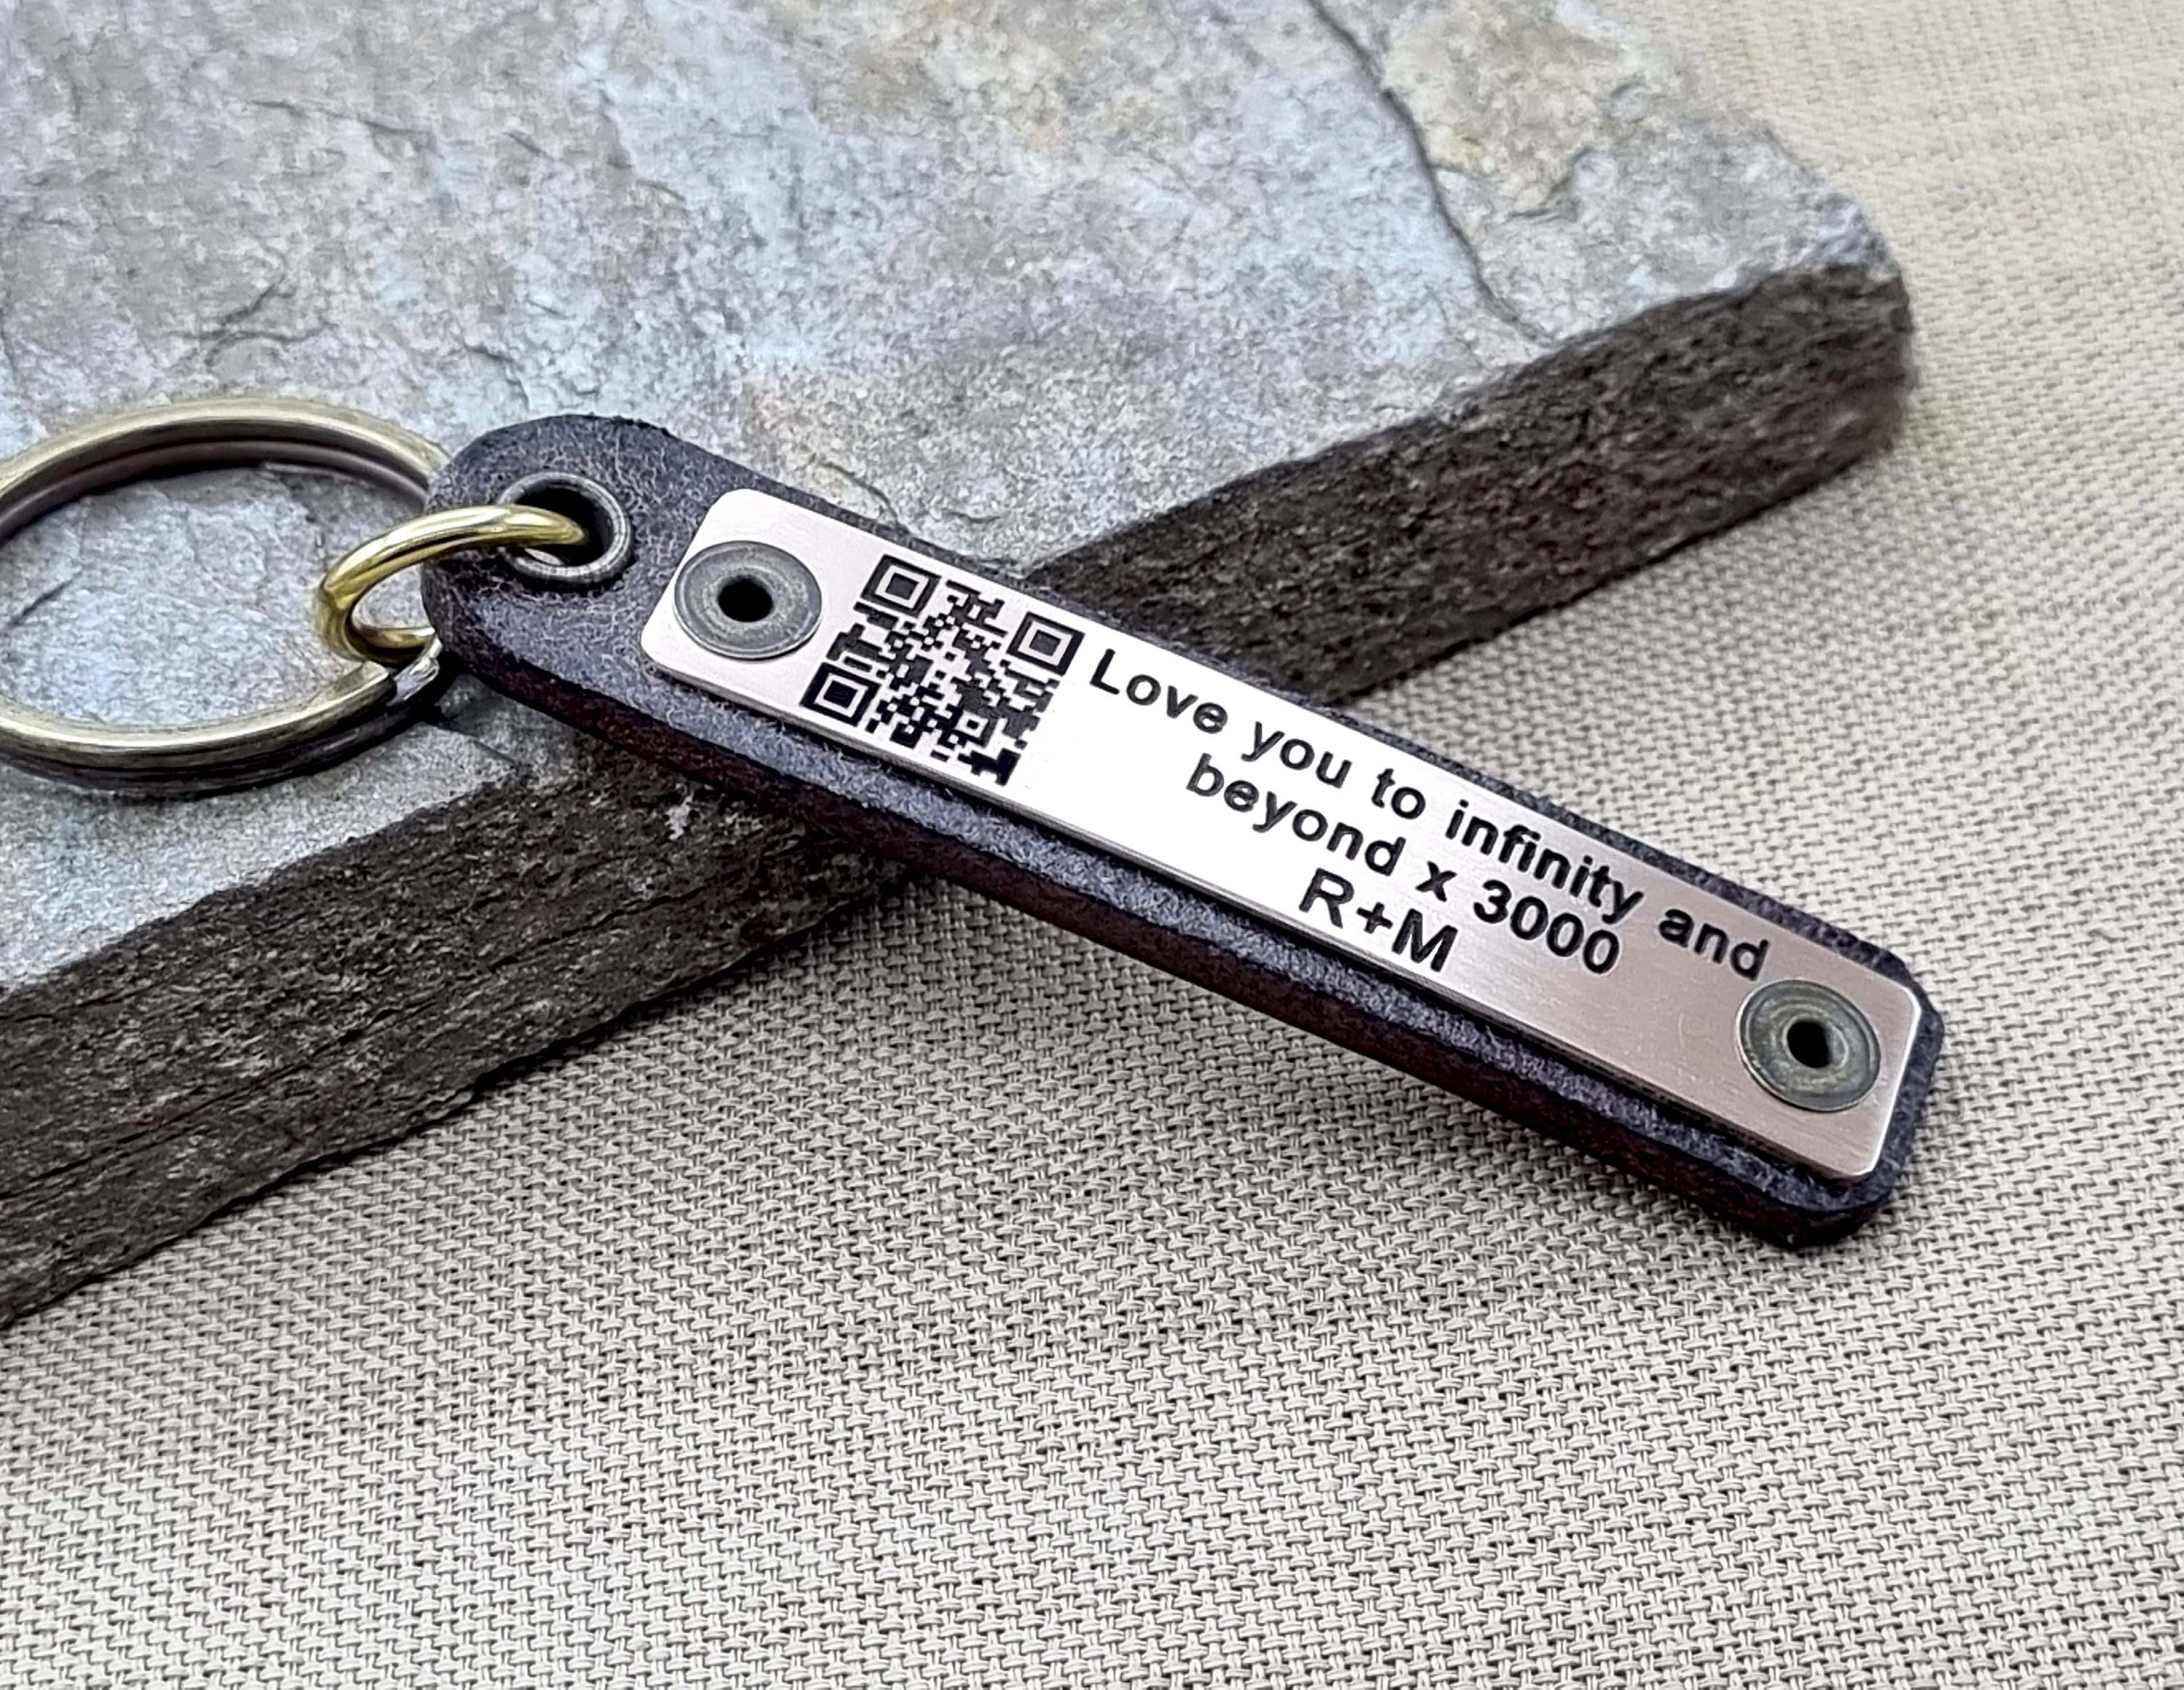 Love you to infinity and
beyond x 3000
R+M